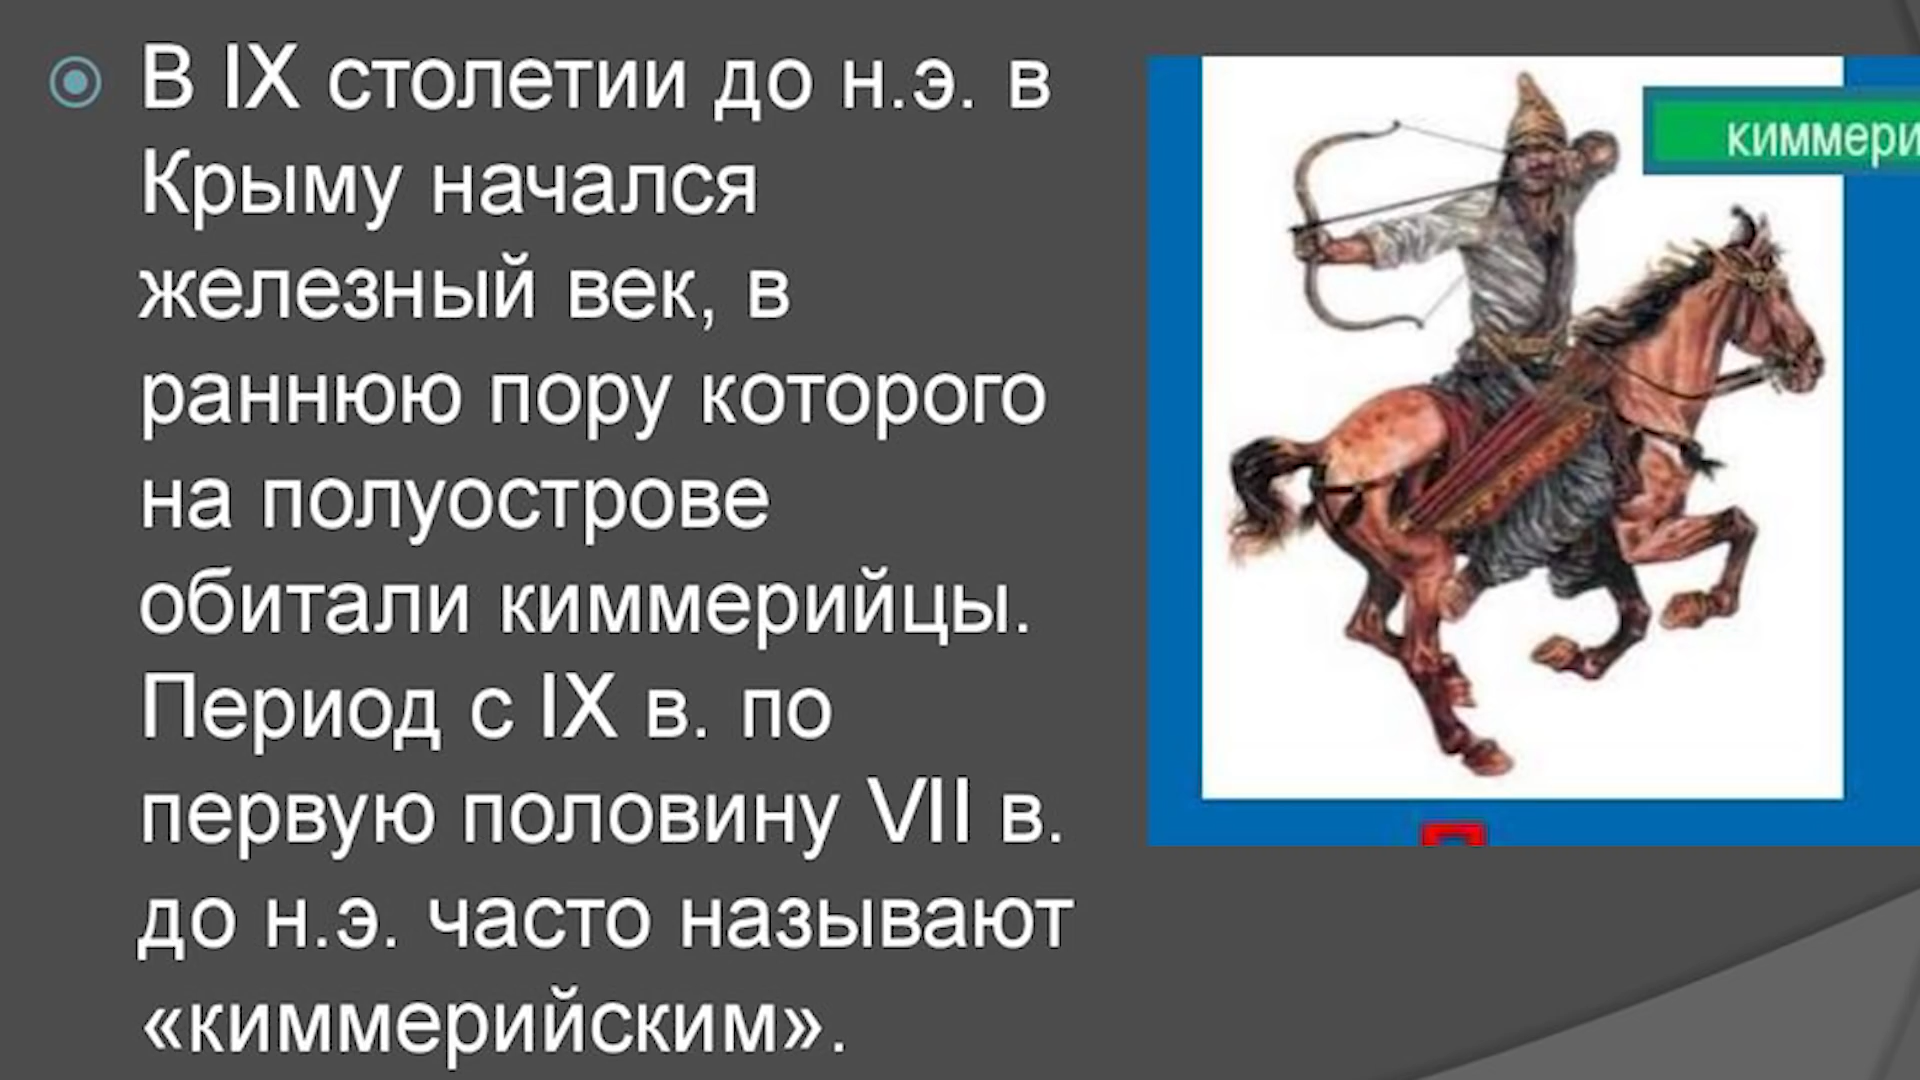 В IX столетии до н.э. в
Крыму начался
железный век, в
раннюю пору которого
на полуострове
обитали киммерийцы.
Период с IX в. по
первую половину VII в.
до н.э. часто называют
«киммерийским».
киммери